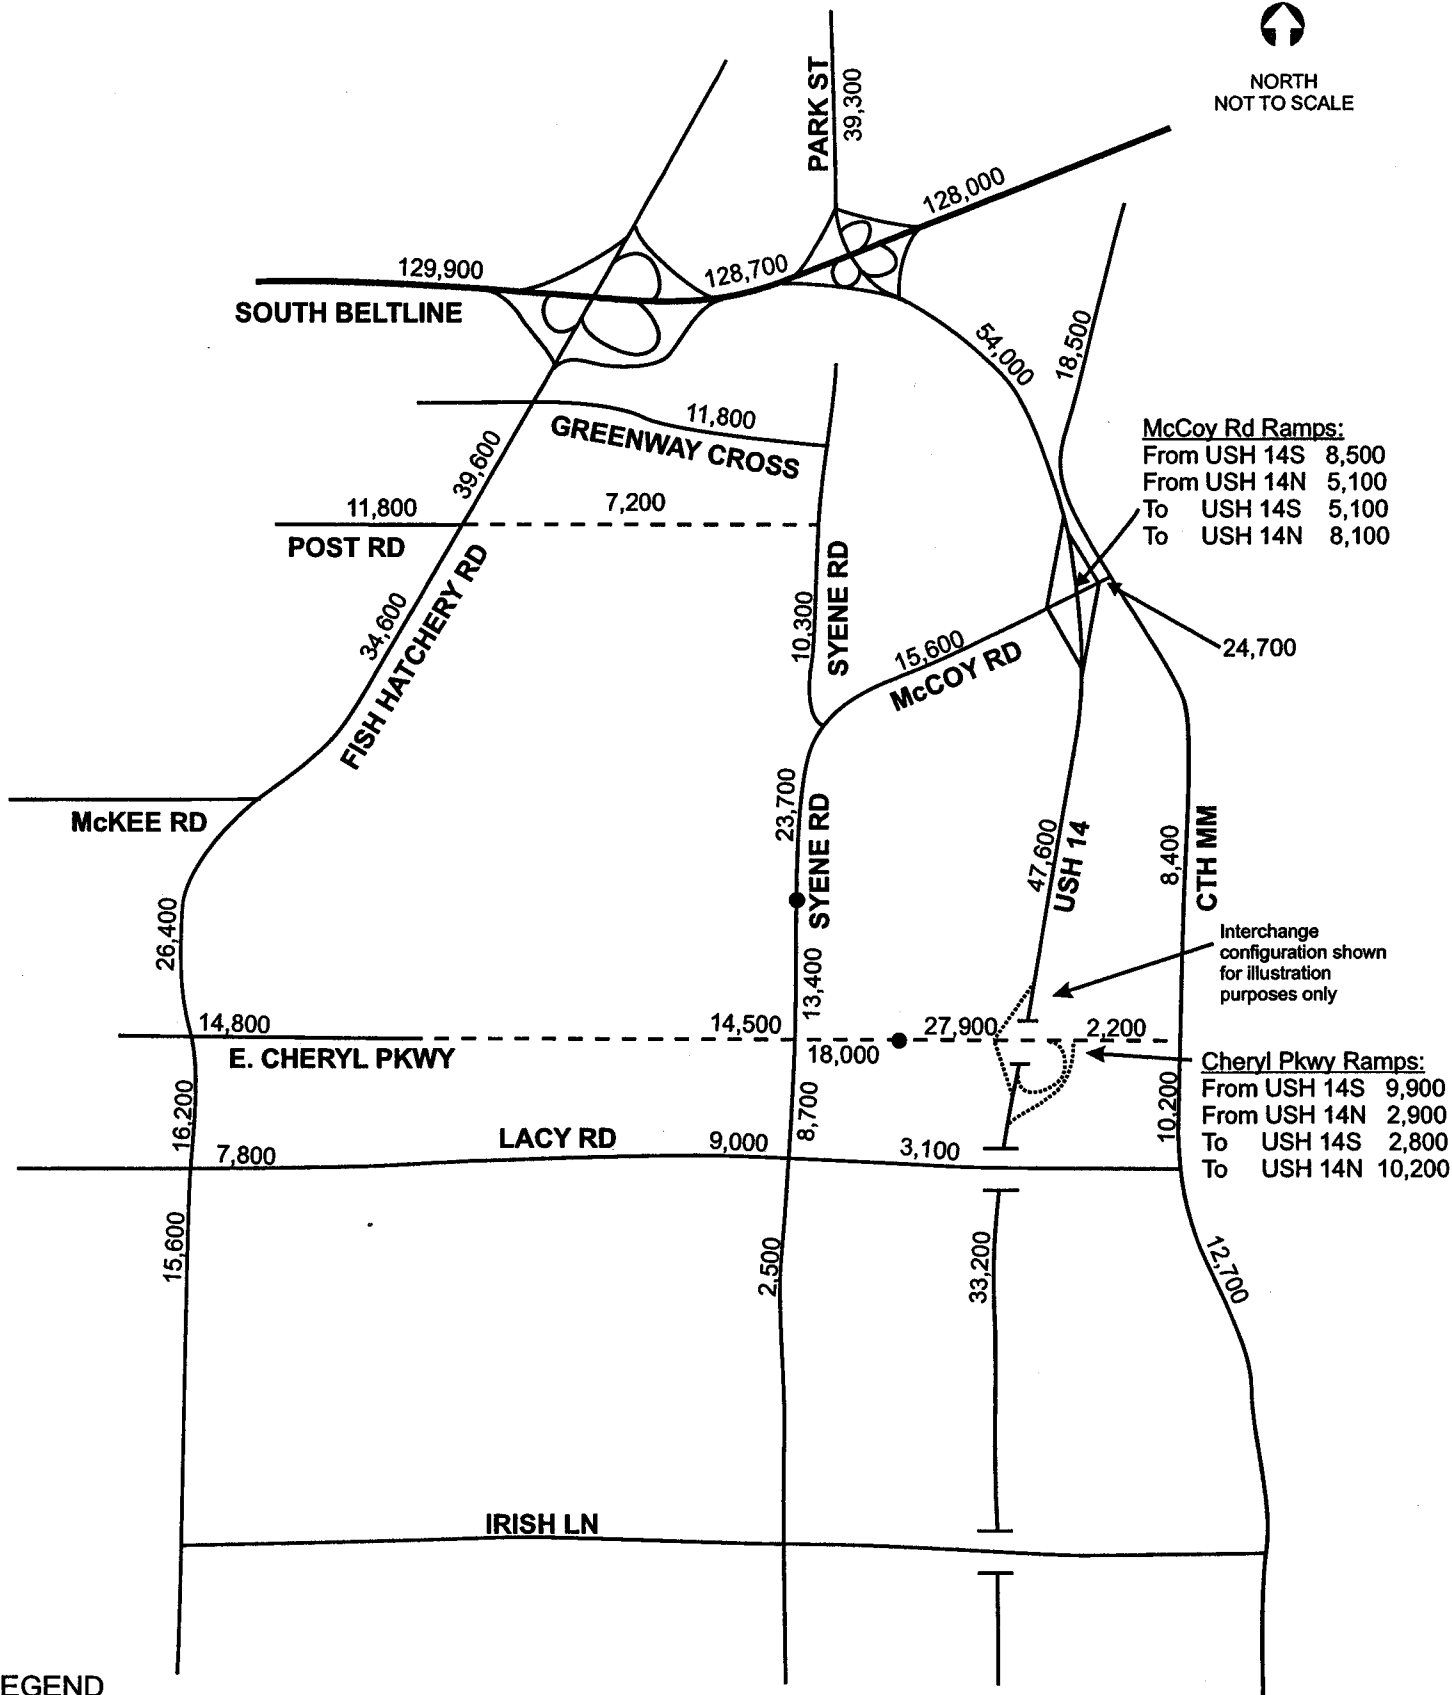 NORTH
NOT TO SCALE
PARK ST
39,300
128,000
129,900
128,700
SOUTH BELTLINE
54,000
18,500
11,800
GREENWAY CROSS
39,600
McCoy Rd Ramps:
From USH 14S 8,500
From USH 14N 5,100
To USH 14S 5,100
To USH 14N 8,100
11,800
7,200
POST RD
FISH HATCHERY RD
34,600
10,300
SYENE RD
15,600
McCOY RD
24,700
McKEE RD
23,700
SYENE RD
47,600
USH 14
8,400
CTH MM
26,400
13,400
Interchange
configuration shown
for illustration
purposes only
14,800
14,500
27,900
2,200
E. CHERYL PKWY
18,000
Cheryl Pkwy Ramps:
From USH 14S 9,900
From USH 14N 2,900
To USH 14S 2,800
To USH 14N 10,200
16,200
8,700
10,200
LACY RD
7,800
9,000
3,100
15,600
2,500
33,200
12,700
IRISH LN
EGEND